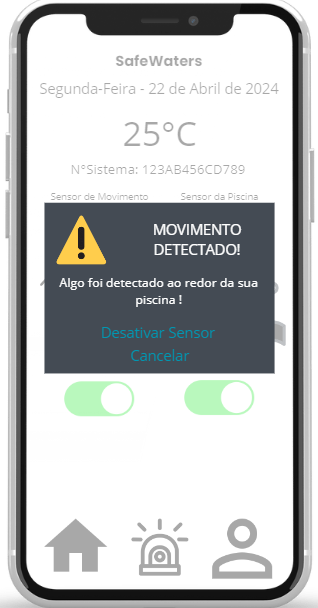 SafeWaters
Segunda-Feira - 22 de Abril de 2024
25°C
N°Sistema: 123AB456CD789
Sensor de Movimento Sensor da Piscina
MOVIMENTO
DETECTADO!
Algo foi detectado ao redor da sua
piscina !
Desativar Sensor
Cancelar